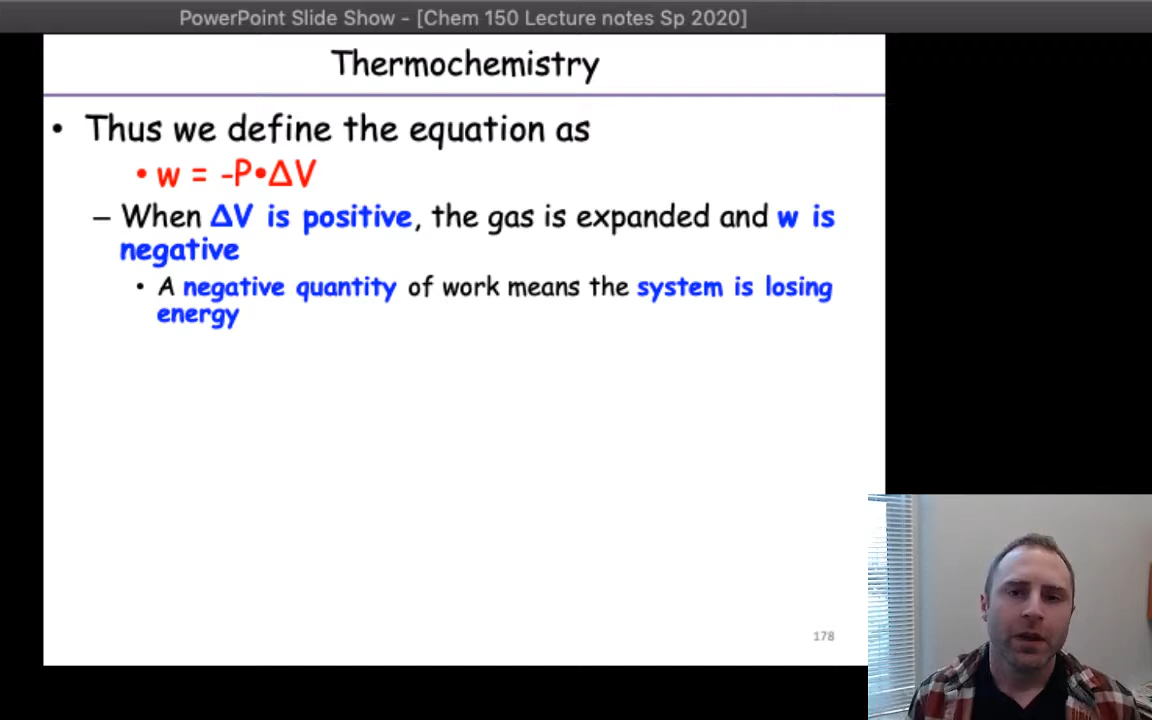 PowerPoint Slide Show - [Chem 150 Lecture notes Sp 2020]
Thermochemistry
• Thus we define the equation as
• w = -P•ΔV
– When ΔV is positive, the gas is expanded and w is
negative
• A negative quantity of work means the system is losing
energy
178